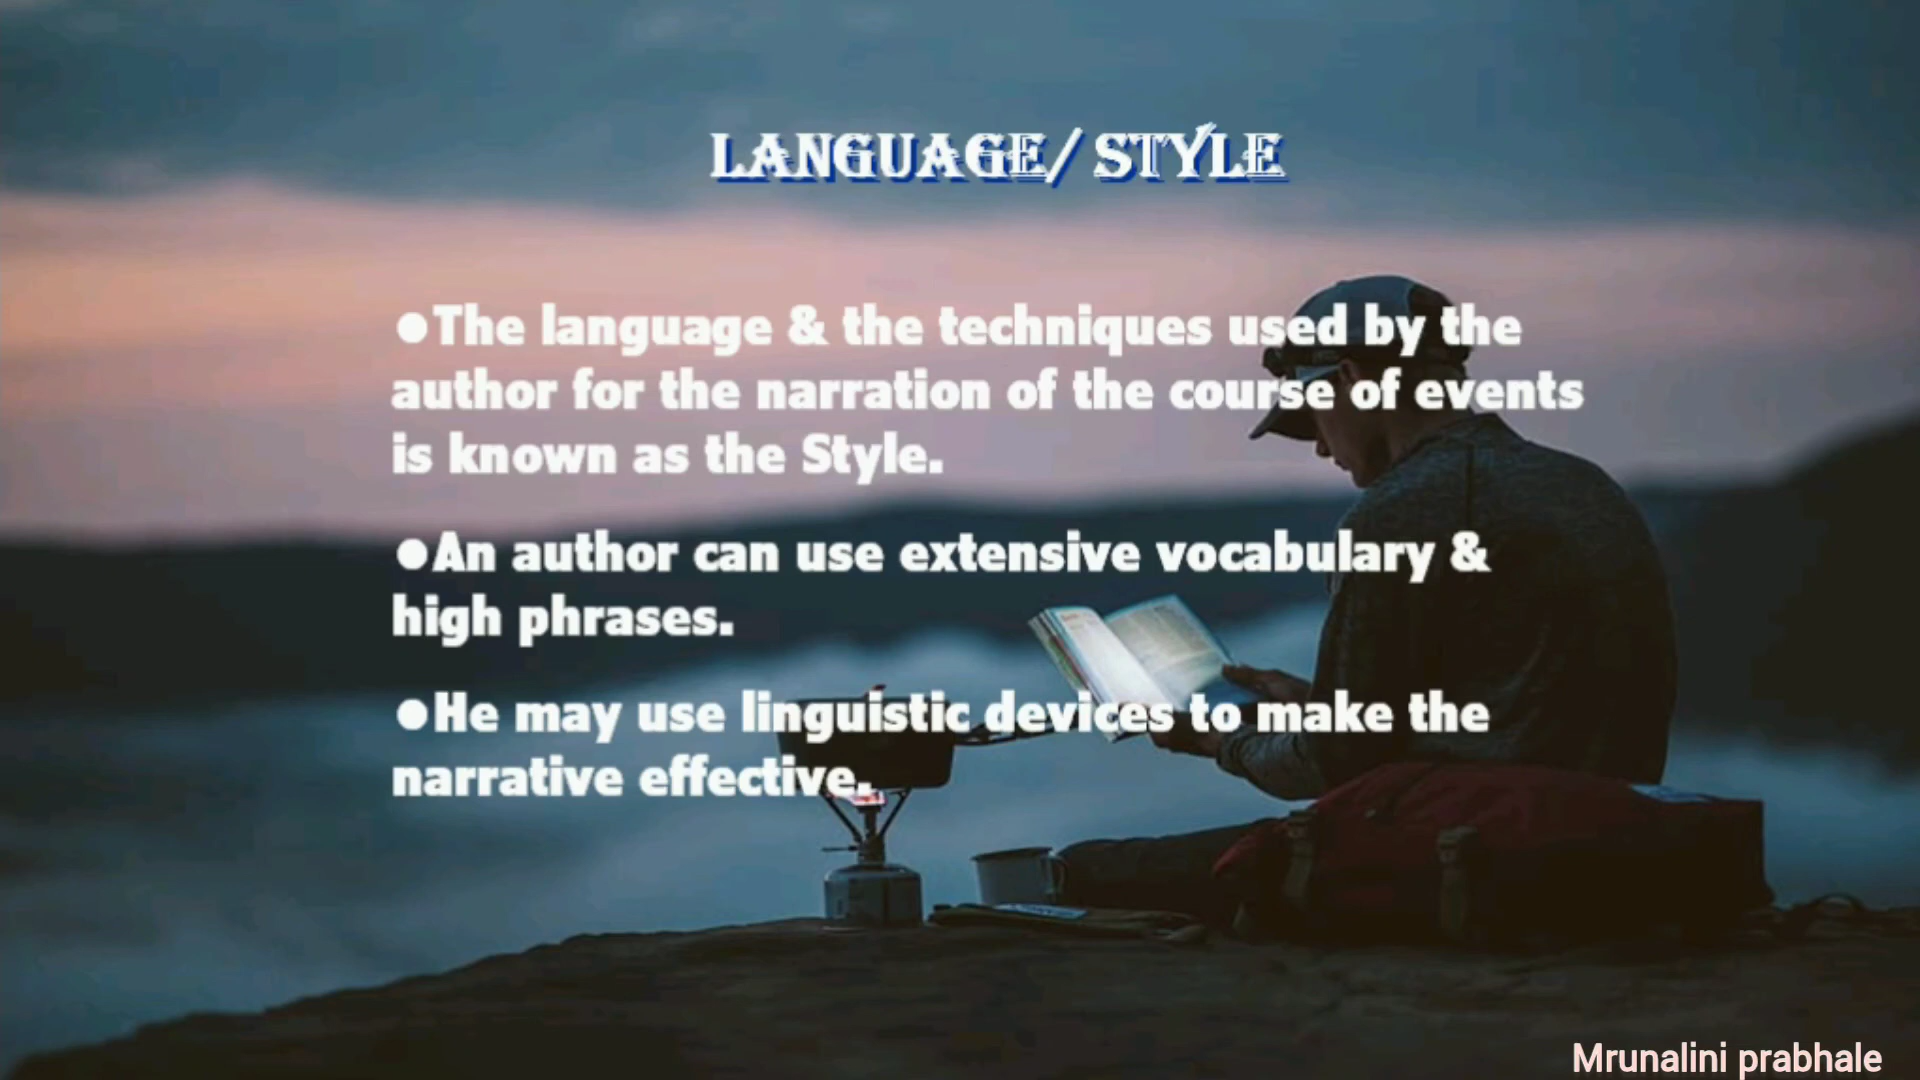 LANGUAGE/ STYLE
●The language & the techniques used by the
author for the narration of the course of events
is known as the Style.
●An author can use extensive vocabulary &
high phrases.
●He may use linguistic devices to make the
narrative effective.
Mrunalini prabhale